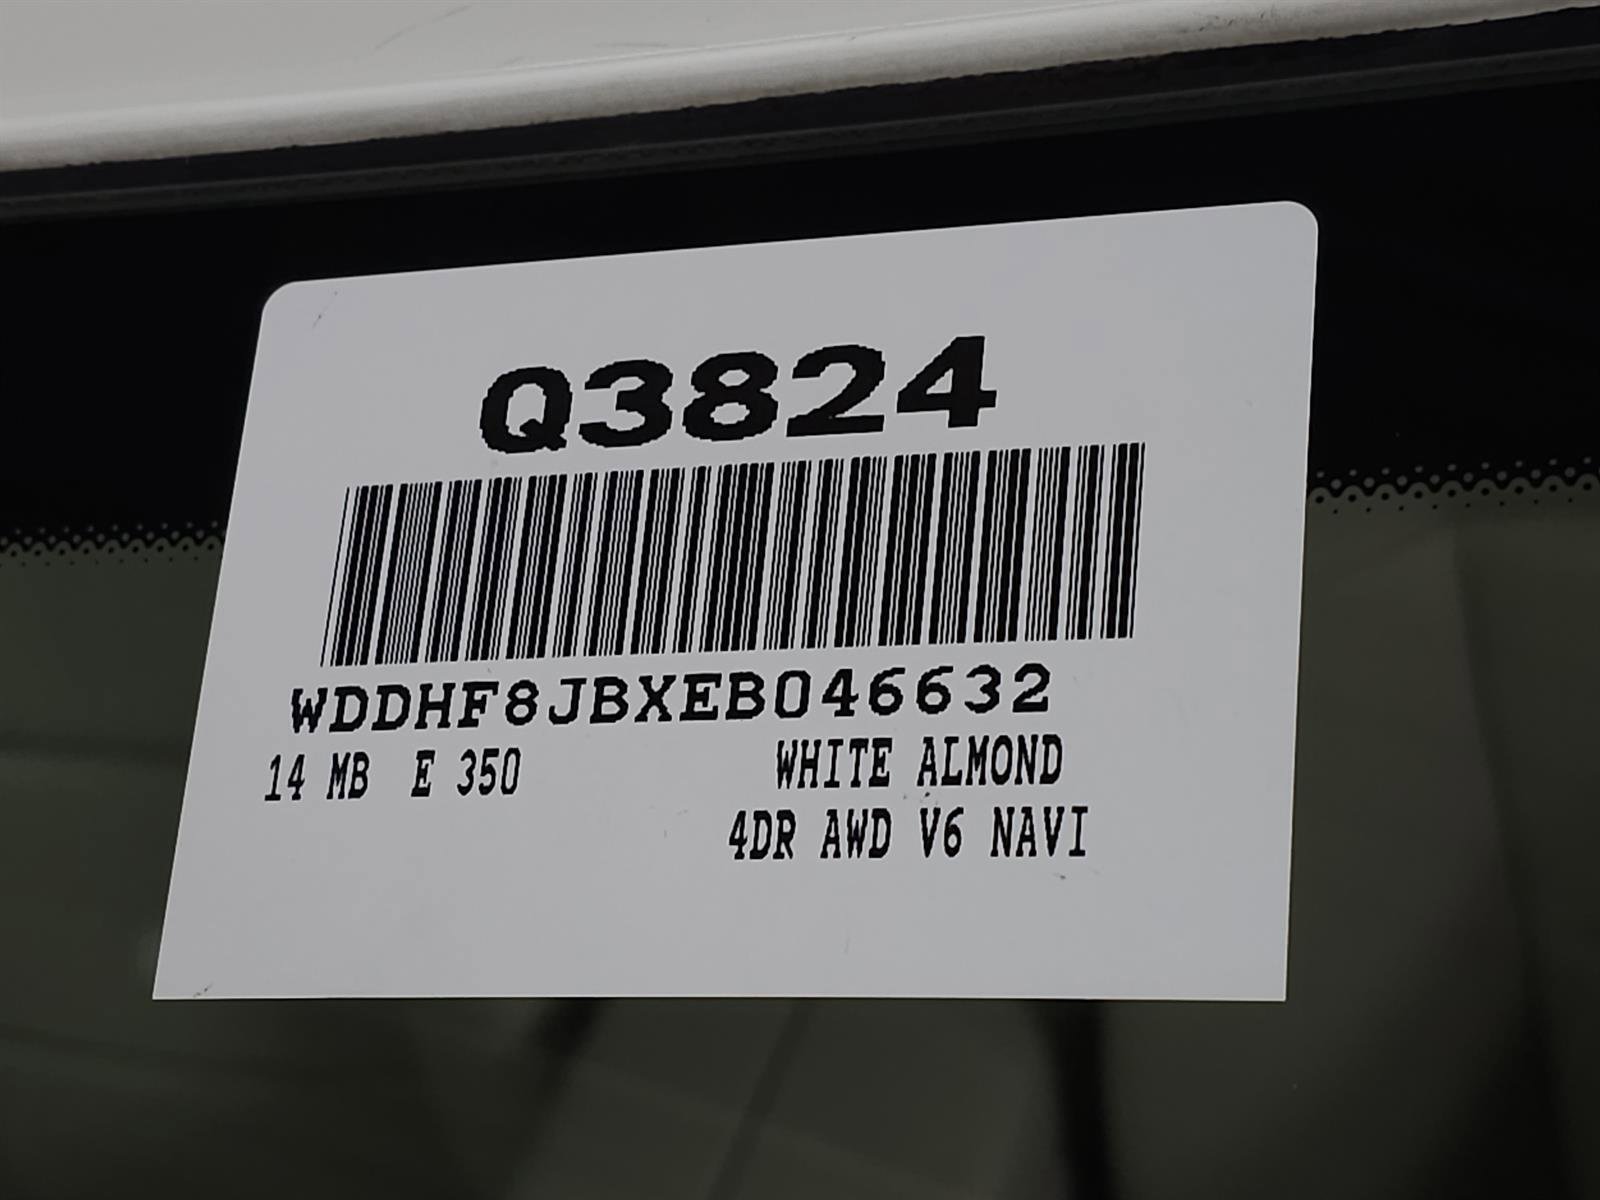 Q3824
WDDHF8JBXEB046632
14 MB E 350 WHITE ALMOND
4DR AWD V6 NAVI